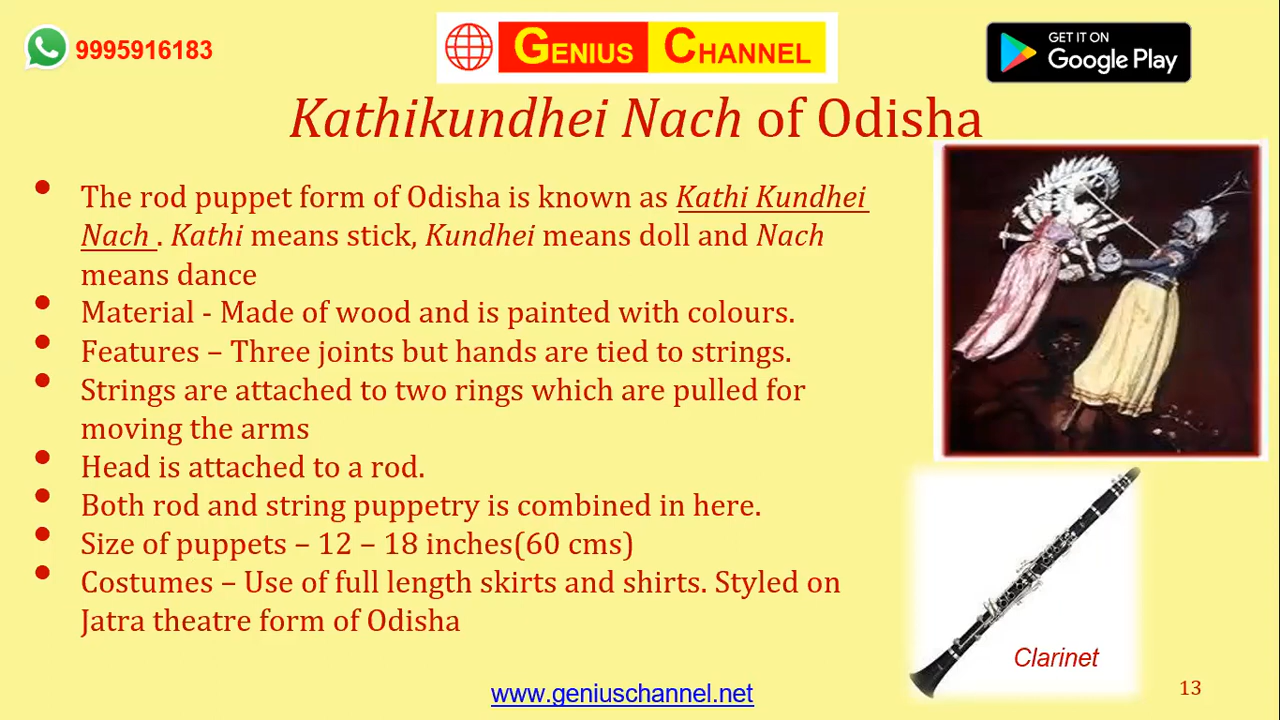 9995916183
GENIUS CHANNEL
GET IT ON
Google Play
Kathikundhei Nach of Odisha
• The rod puppet form of Odisha is known as Kathi Kundhei
Nach . Kathi means stick, Kundhei means doll and Nach
means dance
• Material - Made of wood and is painted with colours.
• Features – Three joints but hands are tied to strings.
• Strings are attached to two rings which are pulled for
moving the arms
• Head is attached to a rod.
• Both rod and string puppetry is combined in here.
• Size of puppets – 12 – 18 inches(60 cms)
• Costumes – Use of full length skirts and shirts. Styled on
Jatra theatre form of Odisha
Clarinet
www.geniuschannel.net
13